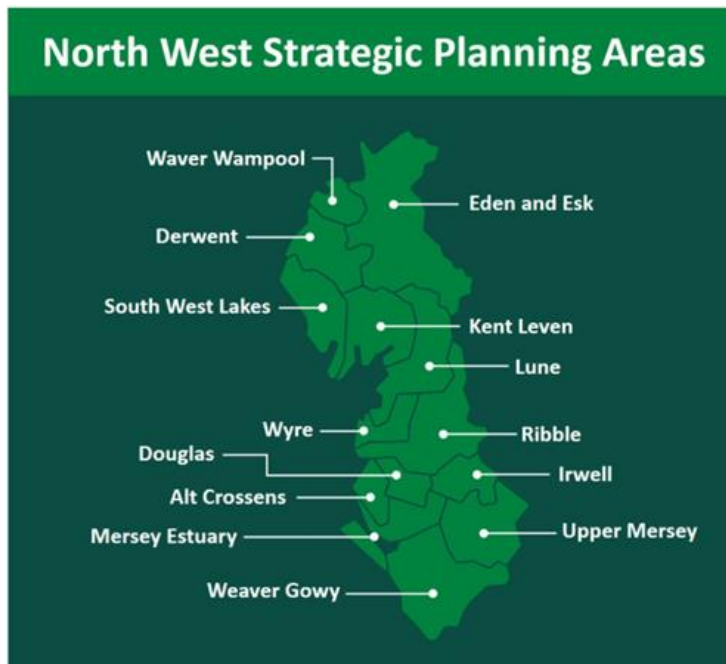 North West Strategic Planning Areas
Waver Wampool
Eden and Esk
Derwent
South West Lakes
Kent Leven
Lune
Wyre
Ribble
Douglas
Irwell
Alt Crossens
Mersey Estuary
Upper Mersey
Weaver Gowy